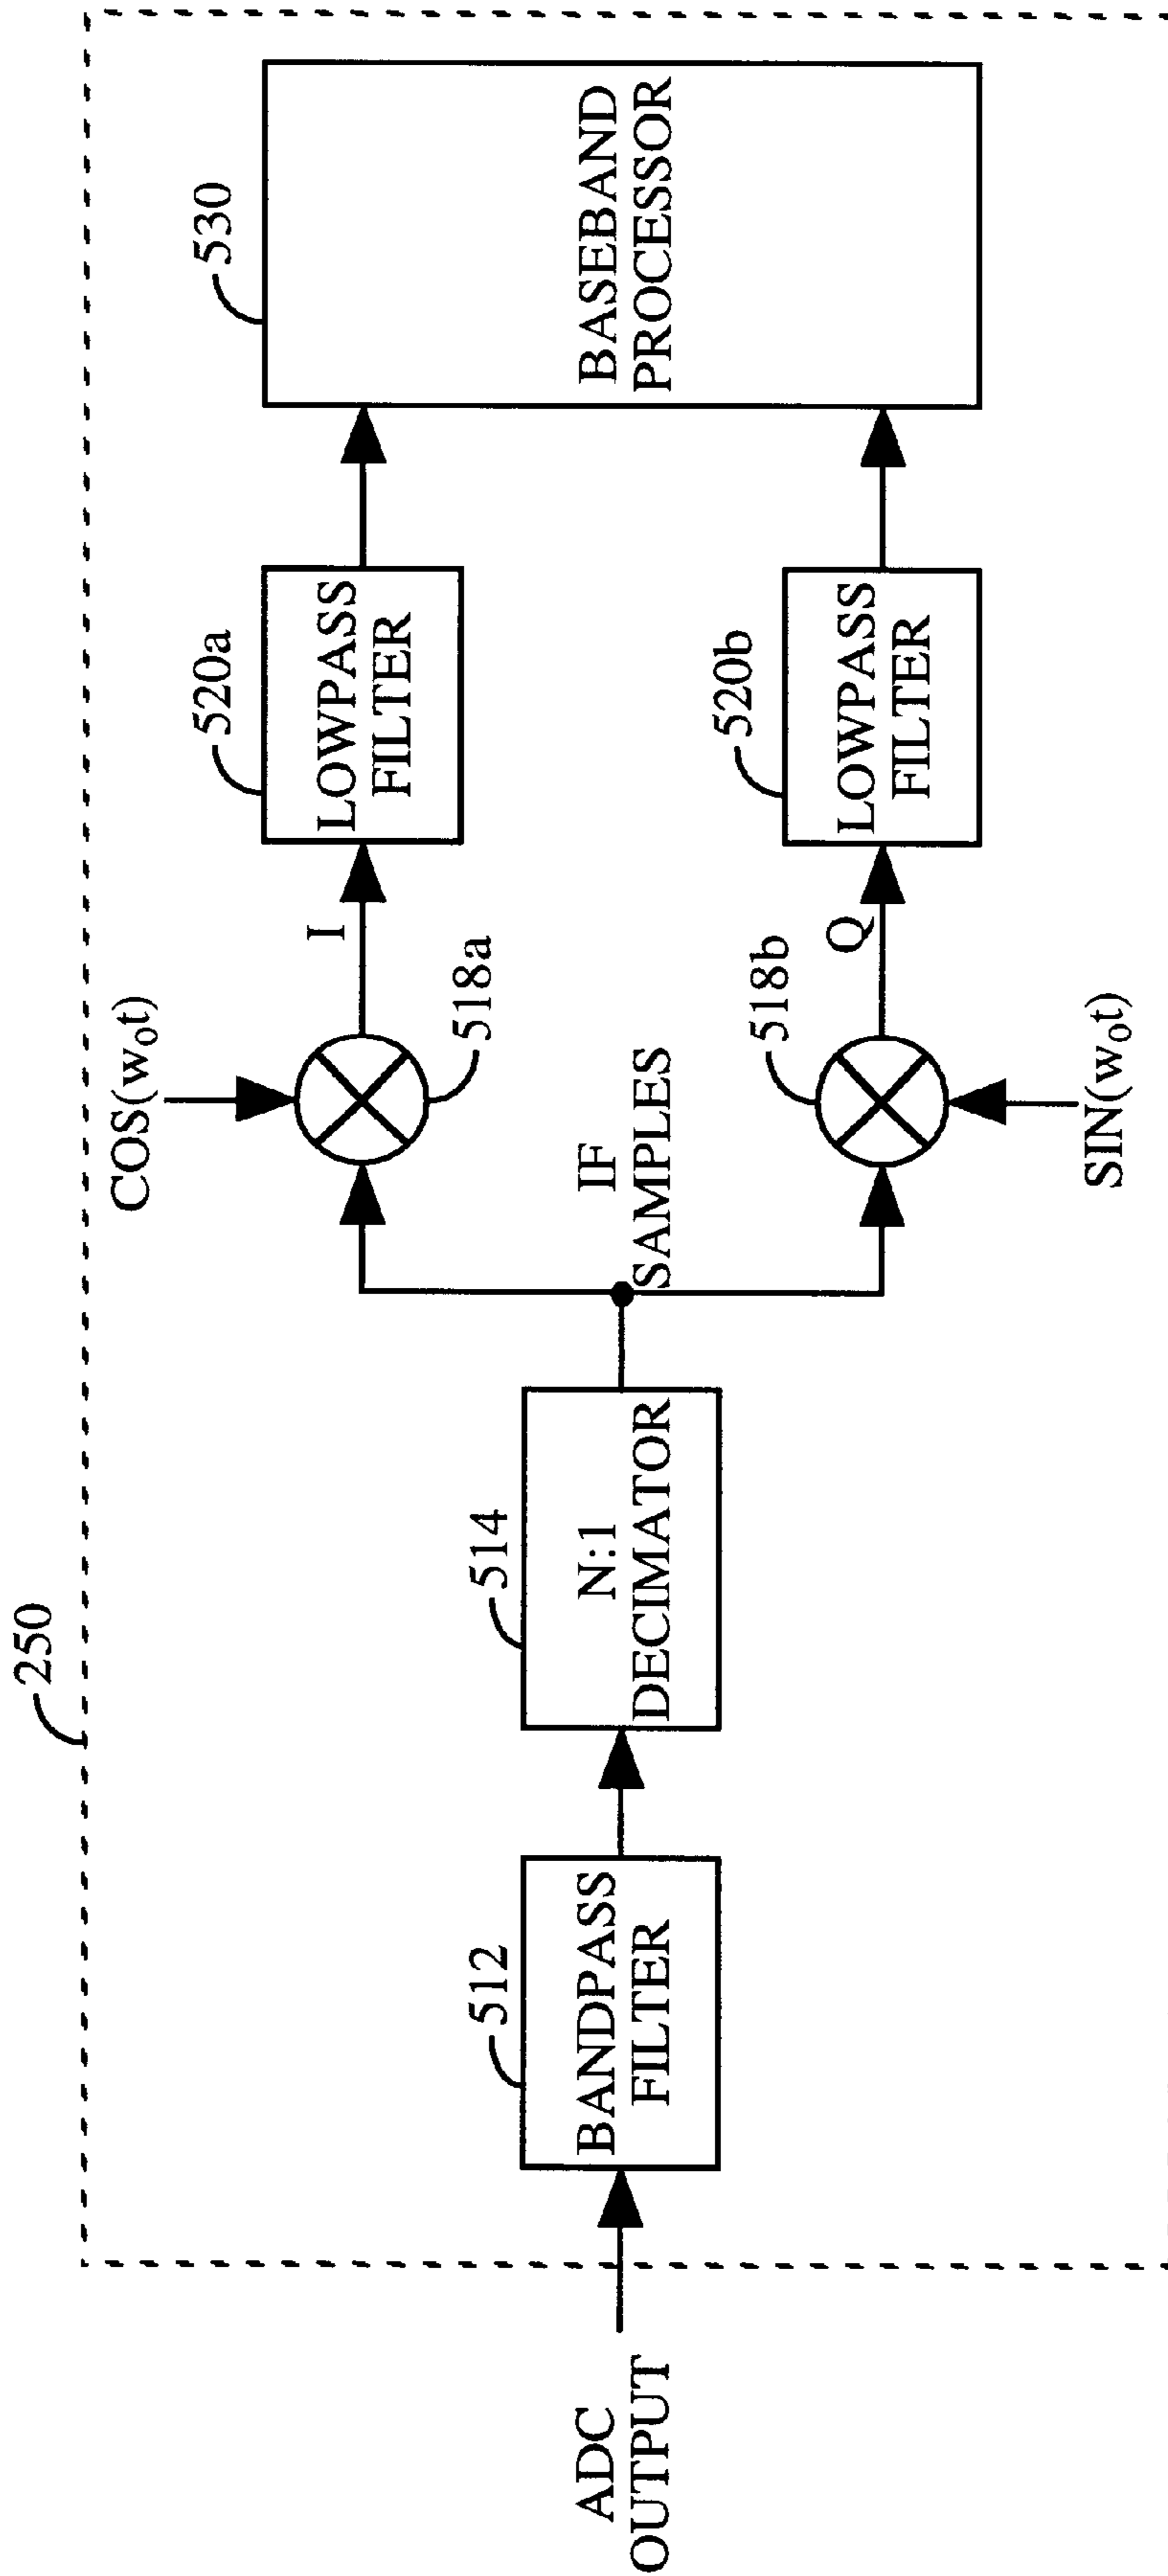 250
ADC
OUTPUT
512
BANDPASS
FILTER
514
N:1
DECIMATOR
IF
SAMPLES
COS(w₀t)
518a
I
520a
LOWPASS
FILTER
518b
SIN(w₀t)
Q
520b
LOWPASS
FILTER
530
BASEBAND
PROCESSOR